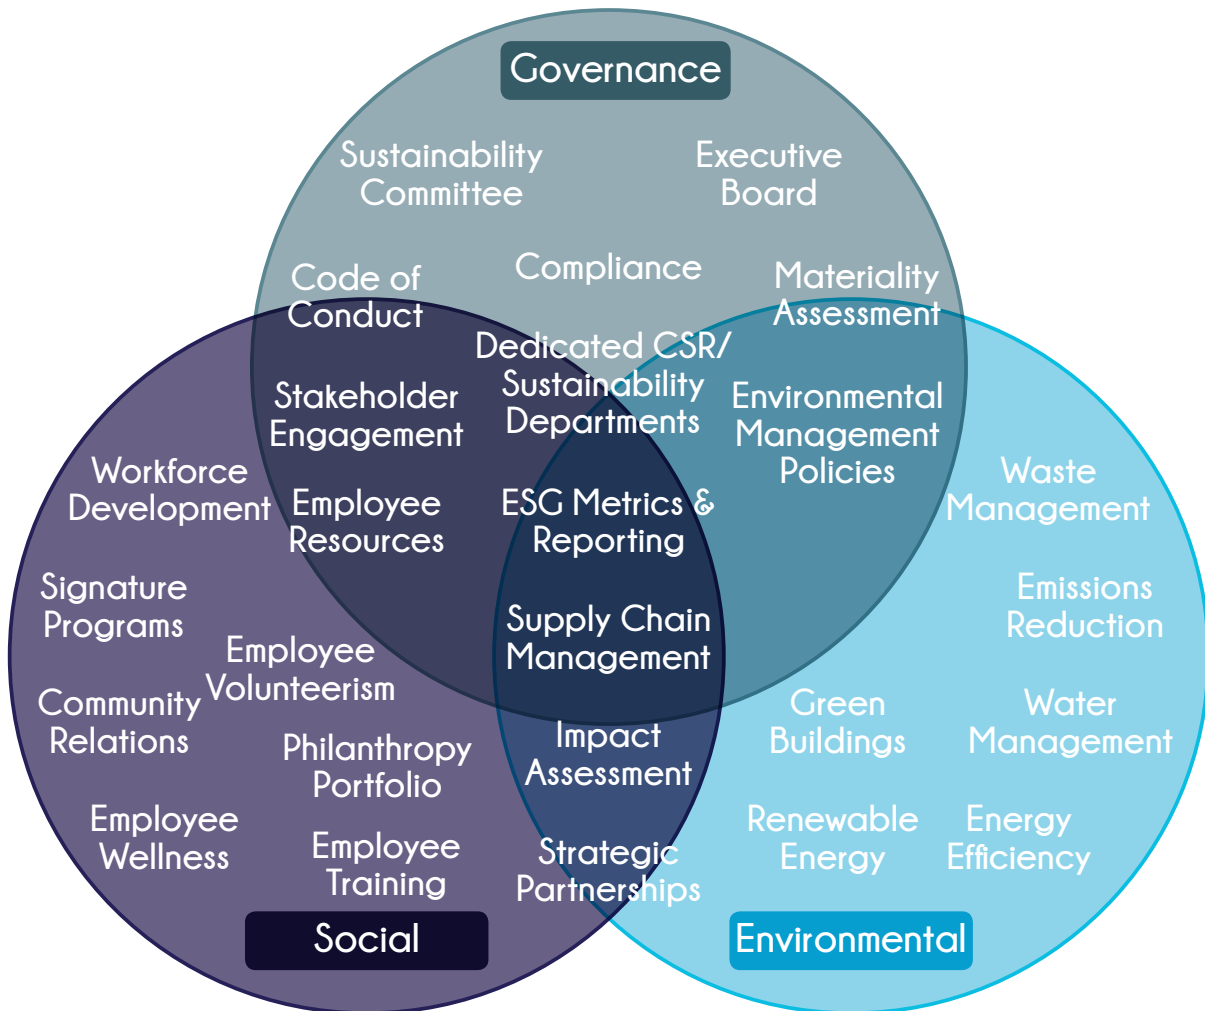 Governance
Sustainability
Committee
Executive
Board
Code of
Conduct
Compliance
Materiality
Assessment
Dedicated CSR/
Sustainability
Departments
Stakeholder
Engagement
Environmental
Management
Policies
Workforce
Development
Employee
Resources
ESG Metrics &
Reporting
Waste
Management
Signature
Programs
Emissions
Reduction
Supply Chain
Management
Employee
Volunteerism
Community
Relations
Philanthropy
Portfolio
Impact
Assessment
Green
Buildings
Water
Management
Employee
Wellness
Employee
Training
Strategic
Partnerships
Renewable
Energy
Energy
Efficiency
Social
Environmental